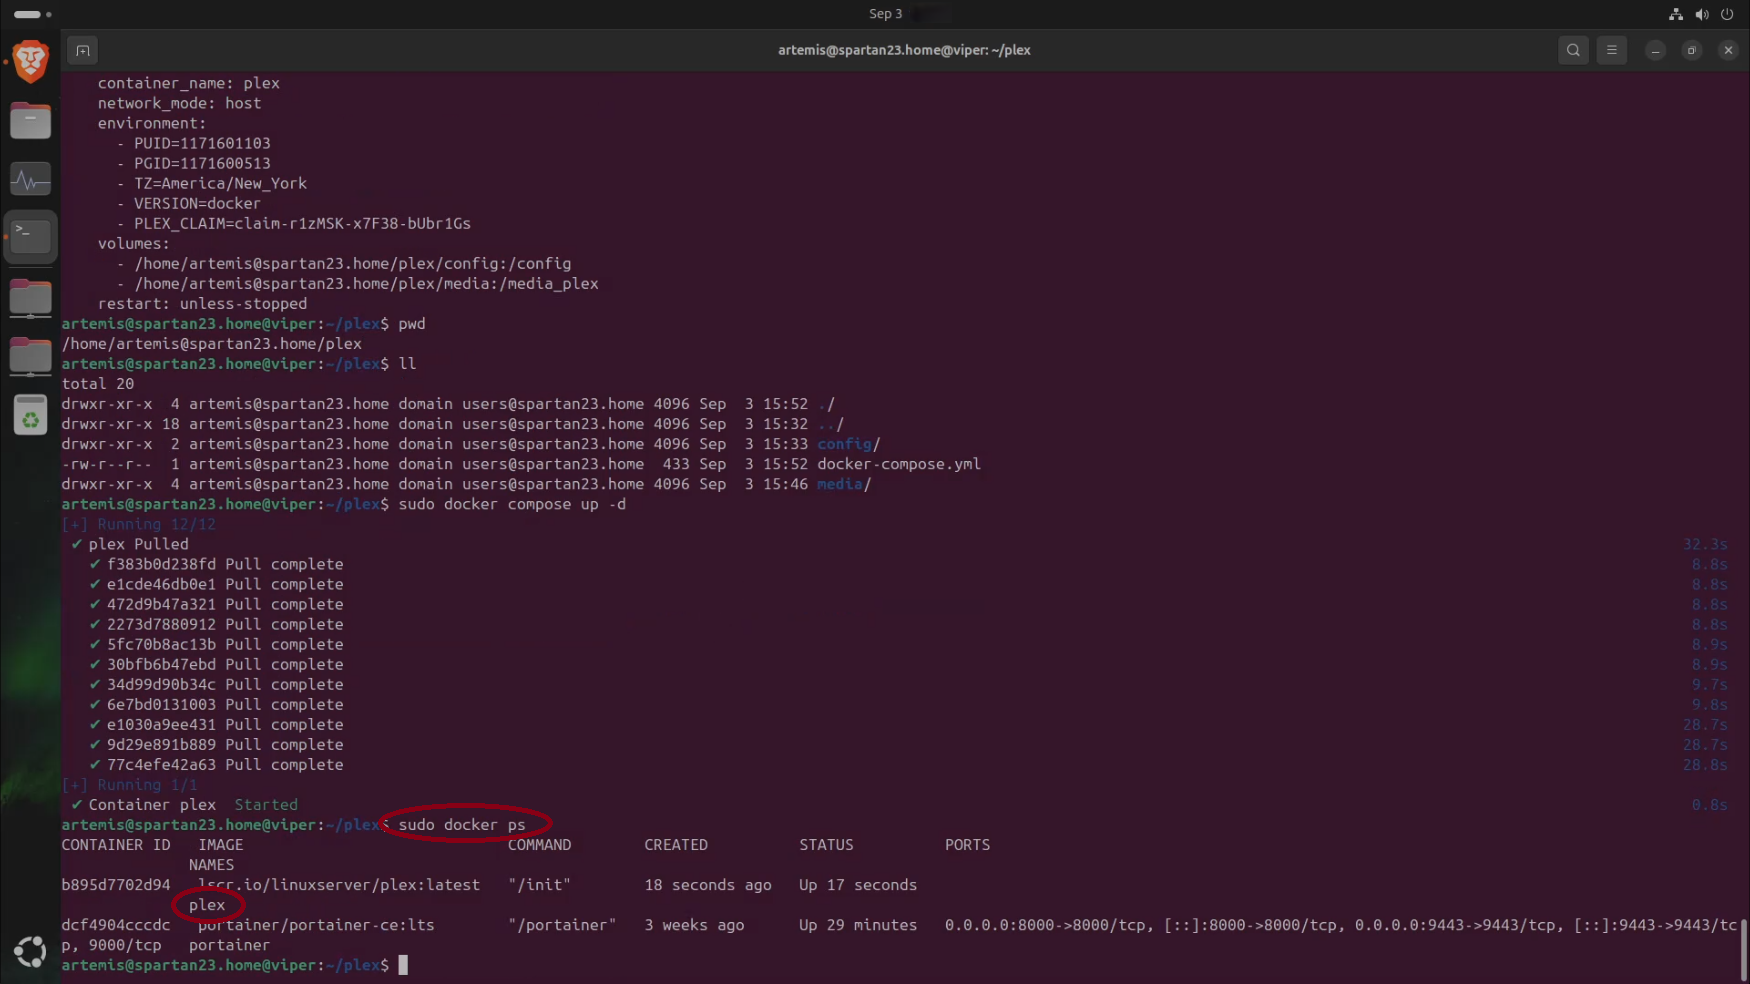 Sep 3
artemis@spartan23.home@viper: ~/plex
container_name: plex
network_mode: host
environment:
- PUID=1171601103
- PGID=1171600513
- TZ=America/New_York
- VERSION=docker
- PLEX_CLAIM=claim-r1zMSK-x7F38-bUbr1Gs
volumes:
- /home/artemis@spartan23.home/plex/config:/config
- /home/artemis@spartan23.home/plex/media:/media_plex
restart: unless-stopped
artemis@spartan23.home@viper:~/plex$ pwd
/home/artemis@spartan23.home/plex
artemis@spartan23.home@viper:~/plex$ ll
total 20
drwxr-xr-x  4 artemis@spartan23.home domain users@spartan23.home 4096 Sep  3 15:52 ./
drwxr-xr-x 18 artemis@spartan23.home domain users@spartan23.home 4096 Sep  3 15:32 ../
drwxr-xr-x  2 artemis@spartan23.home domain users@spartan23.home 4096 Sep  3 15:33 config/
-rw-r--r--  1 artemis@spartan23.home domain users@spartan23.home  433 Sep  3 15:52 docker-compose.yml
drwxr-xr-x  4 artemis@spartan23.home domain users@spartan23.home 4096 Sep  3 15:46 media/
artemis@spartan23.home@viper:~/plex$ sudo docker compose up -d
[+] Running 12/12
✔ plex Pulled 32.3s
✔ f383b0d238fd Pull complete 8.8s
✔ e1cde46db0e1 Pull complete 8.8s
✔ 472d9b47a321 Pull complete 8.8s
✔ 2273d7880912 Pull complete 8.8s
✔ 5fc70b8ac13b Pull complete 8.9s
✔ 30bfb6b47ebd Pull complete 8.9s
✔ 34d99d90b34c Pull complete 9.7s
✔ 6e7bd0131003 Pull complete 9.8s
✔ e1030a9ee431 Pull complete 28.7s
✔ 9d29e891b889 Pull complete 28.7s
✔ 77c4efe42a63 Pull complete 28.8s
[+] Running 1/1
✔ Container plex  Started 0.8s
artemis@spartan23.home@viper:~/plex$ sudo docker ps
CONTAINER ID   IMAGE   COMMAND   CREATED   STATUS   PORTS
NAMES
b895d7702d94   lscr.io/linuxserver/plex:latest   "/init"   18 seconds ago   Up 17 seconds
plex
dcf4904cccdc   portainer/portainer-ce:lts   "/portainer"   3 weeks ago   Up 29 minutes   0.0.0.0:8000->8000/tcp, [::]:8000->8000/tcp, 0.0.0.0:9443->9443/tcp, [::]:9443->9443/tc
p, 9000/tcp   portainer
artemis@spartan23.home@viper:~/plex$